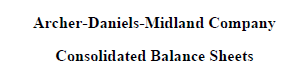 Archer-Daniels-Midland Company
Consolidated Balance Sheets